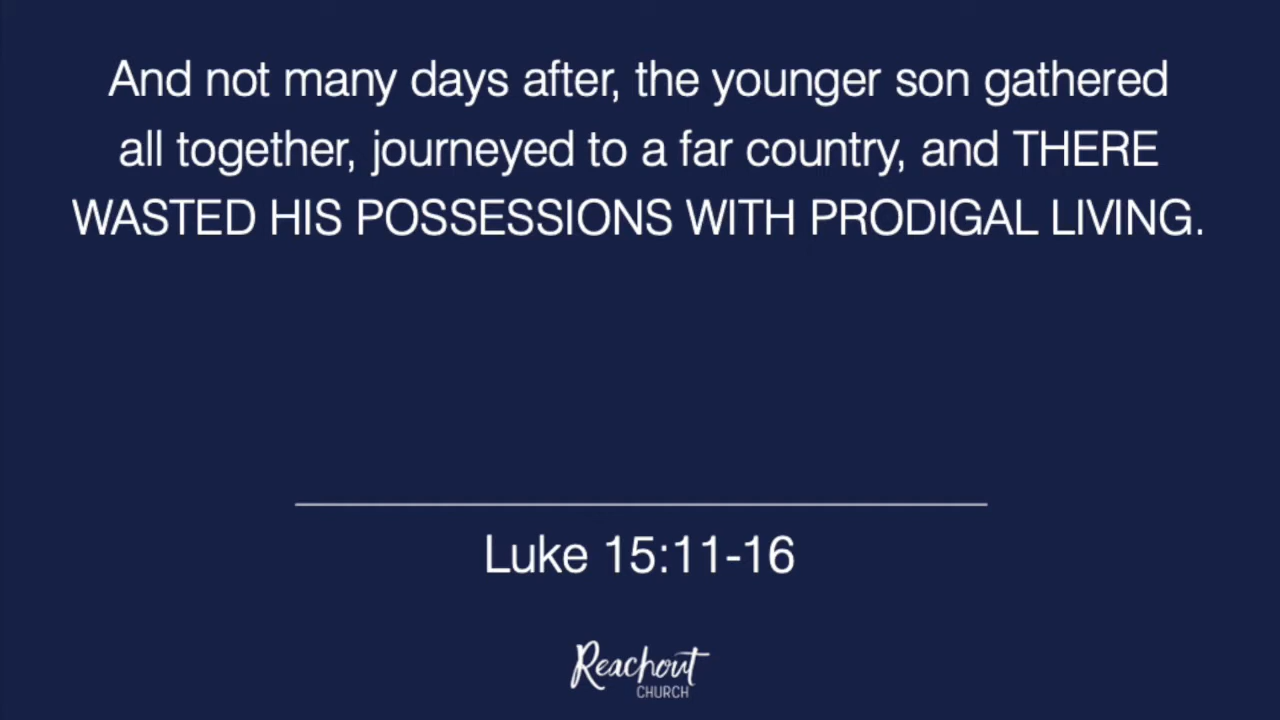 And not many days after, the younger son gathered
all together, journeyed to a far country, and THERE
WASTED HIS POSSESSIONS WITH PRODIGAL LIVING.
Luke 15:11-16
Reachout
CHURCH